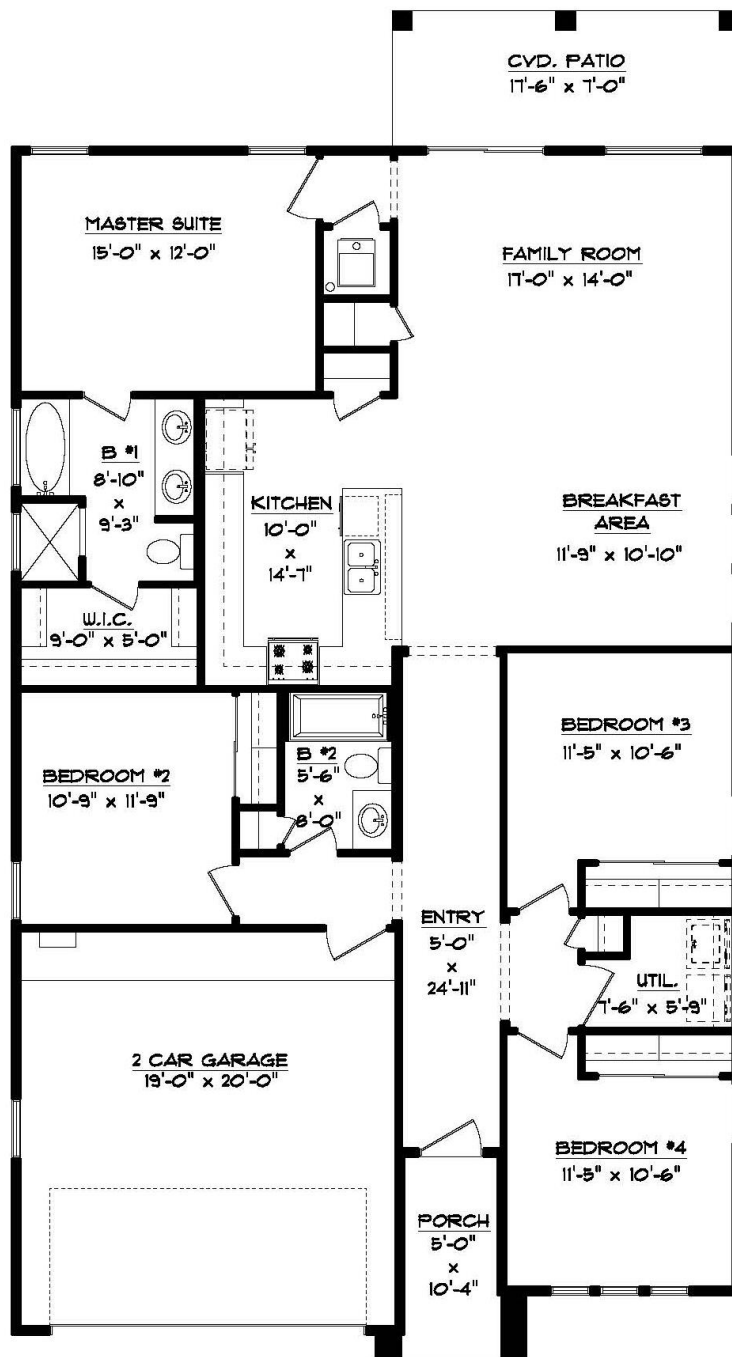 CVD. PATIO
17'-6" x 7'-0"
MASTER SUITE
15'-0" x 12'-0"
FAMILY ROOM
17'-0" x 14'-0"
B #1
8'-10"
x
9'-3"
KITCHEN
10'-0"
x
14'-7"
BREAKFAST
AREA
11'-9" x 10'-10"
W.I.C.
9'-0" x 5'-0"
BEDROOM #2
10'-9" x 11'-9"
B #2
5'-6"
x
8'-0"
BEDROOM #3
11'-5" x 10'-6"
ENTRY
5'-0"
x
24'-11"
UTIL.
7'-6" x 5'-9"
2 CAR GARAGE
19'-0" x 20'-0"
BEDROOM #4
11'-5" x 10'-6"
PORCH
5'-0"
x
10'-4"